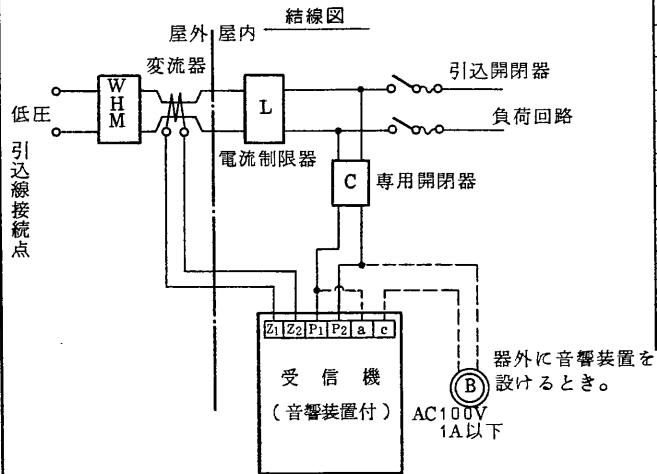 結線図
屋外 屋内
変流器
WHM
低圧
引込線接続点
L
電流制限器
引込開閉器
負荷回路
C
専用開閉器
Z1 Z2 P1 P2 a c
受信機
(音響装置付)
B
器外に音響装置を
設けるとき。
AC100V
1A以下